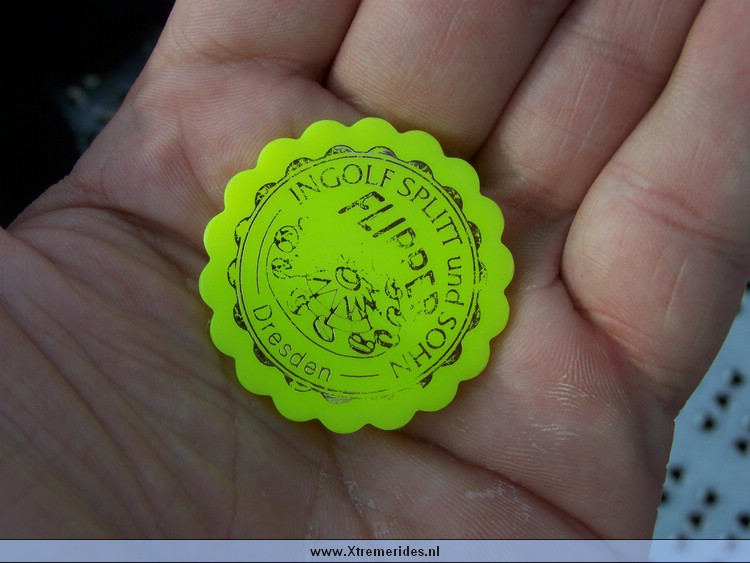 INGOLF SPLITT und SOHN
FLIPPER
Dresden
www.Xtremerides.nl